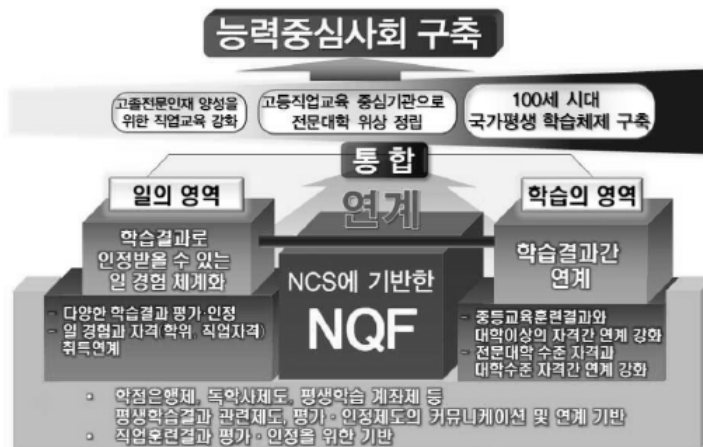 능력중심사회 구축
고졸전문인재 양성을
위한 직업교육 강화
고등직업교육 중심기관으로
전문대학 위상 정립
100세 시대
국가평생 학습체제 구축
통합
연계
일의 영역
학습결과로
인정받을 수 있는
일 경험 체계화
- 다양한 학습결과 평가·인정
- 일 경험과 자격(학위, 직업자격)
취득연계
NCS에 기반한
NQF
학습의 영역
학습결과간
연계
- 중등교육훈련결과와
대학이상의 자격간 연계 강화
- 전문대학 수준 자격과
대학수준 자격간 연계 강화
• 학점은행제, 독학사제도, 평생학습 계좌제 등
평생학습결과 관련제도, 평가·인정제도의 커뮤니케이션 및 연계 기반
• 직업훈련결과 평가·인정을 위한 기반